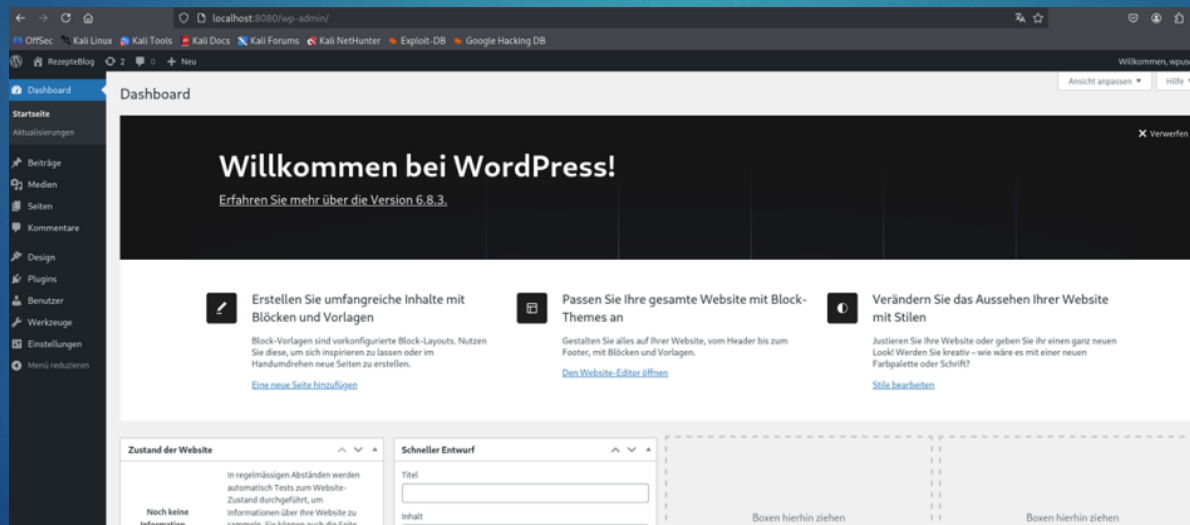 localhost:8080/wp-admin/
OffSec Kali Linux Kali Tools Kali Docs Kali Forums Kali NetHunter Exploit-DB Google Hacking DB
RezepteBlog 2 0 + Neu
Willkommen,
Dashboard
Startseite
Aktualisierungen
Beiträge
Medien
Seiten
Kommentare
Design
Plugins
Benutzer
Werkzeuge
Einstellungen
Menü reduzieren
Ansicht anpassen
Hilfe
Dashboard
Verwerfen
Willkommen bei WordPress!
Erfahren Sie mehr über die Version 6.8.3.
Erstellen Sie umfangreiche Inhalte mit
Blöcken und Vorlagen
Block-Vorlagen sind vorkonfigurierte Block-Layouts. Nutzen
Sie diese, um sich inspirieren zu lassen oder im
Handumdrehen neue Seiten zu erstellen.
Eine neue Seite hinzufügen
Passen Sie Ihre gesamte Website mit Block-
Themes an
Gestalten Sie alles auf Ihrer Website, vom Header bis zum
Footer, mit Blöcken und Vorlagen.
Den Website-Editor öffnen
Verändern Sie das Aussehen Ihrer Website
mit Stilen
Justieren Sie Ihre Website oder geben Sie ihr einen ganz neuen
Look! Werden Sie kreativ – wie wäre es mit einer neuen
Farbpalette oder Schrift?
Stile bearbeiten
Zustand der Website
Noch keine
In regelmässigen Abständen werden
automatisch Tests zum Website-
Zustand durchgeführt, um
Informationen über Ihre Website zu
Schneller Entwurf
Titel
Inhalt
Boxen hierhin ziehen
Boxen hierhin ziehen